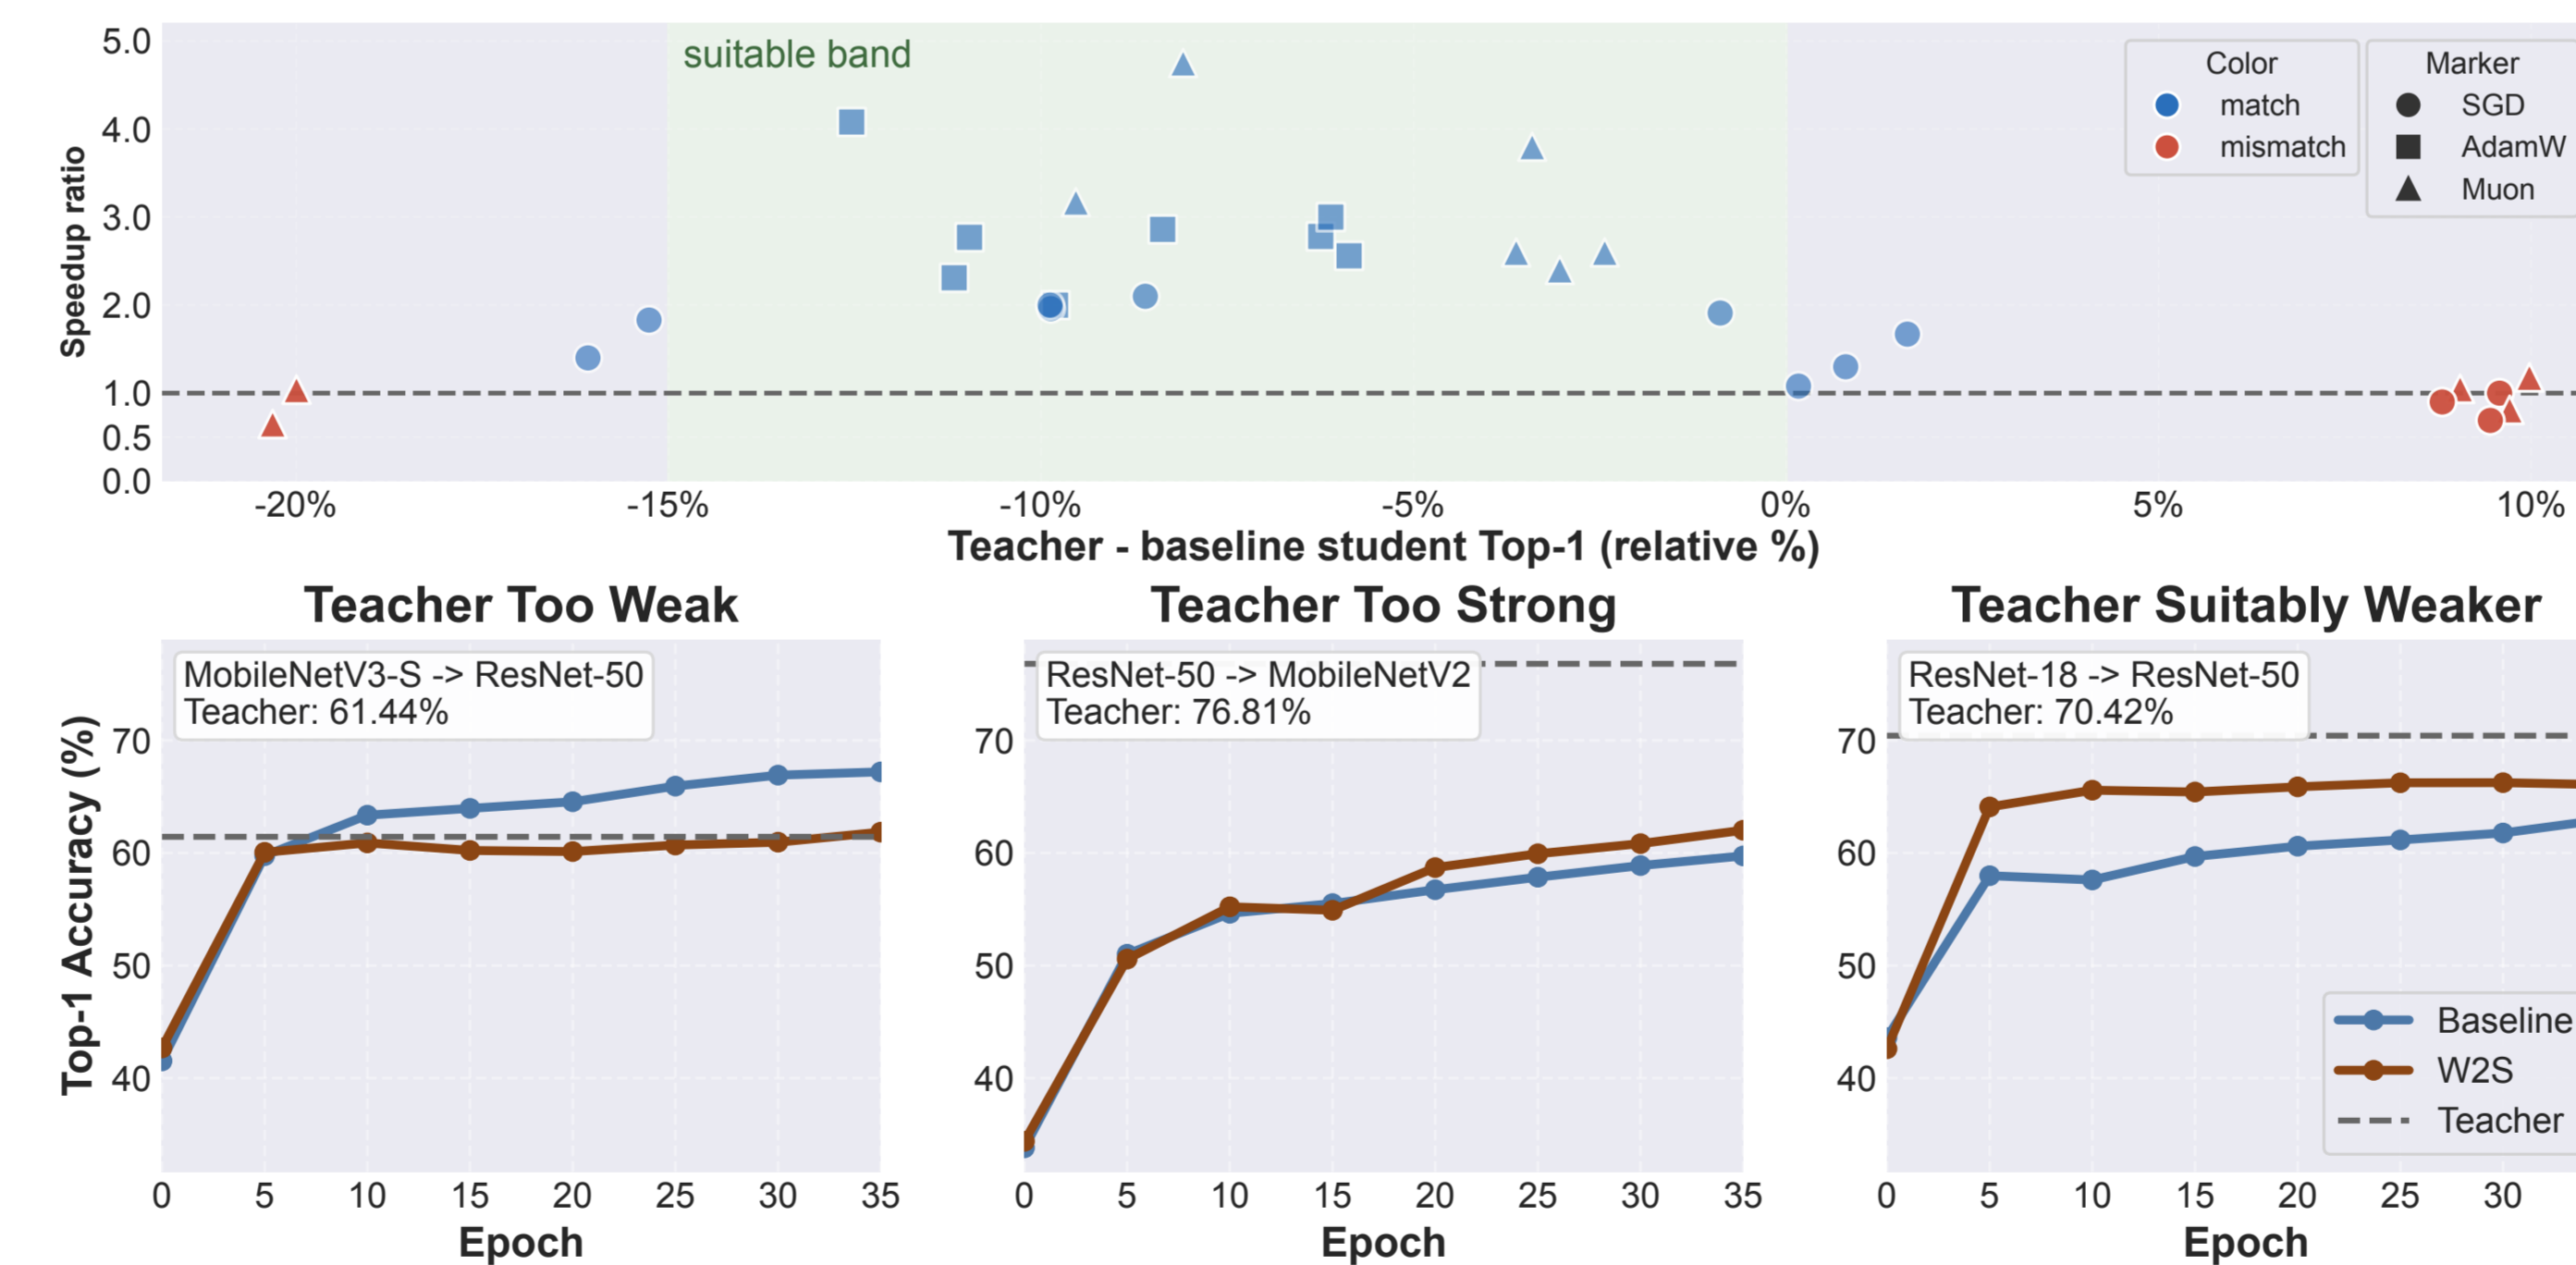 5.0
4.0
3.0
2.0
1.0
0.5
0.0
Speedup ratio
suitable band
Color
match
mismatch
Marker
SGD
AdamW
Muon
-20% -15% -10% -5% 0% 5% 10%
Teacher - baseline student Top-1 (relative %)
Teacher Too Weak
MobileNetV3-S -> ResNet-50
Teacher: 61.44%
Top-1 Accuracy (%)
70
60
50
40
0 5 10 15 20 25 30 35
Epoch
Teacher Too Strong
ResNet-50 -> MobileNetV2
Teacher: 76.81%
70
60
50
40
0 5 10 15 20 25 30 35
Epoch
Teacher Suitably Weaker
ResNet-18 -> ResNet-50
Teacher: 70.42%
70
60
50
40
Baseline
W2S
Teacher
0 5 10 15 20 25 30
Epoch